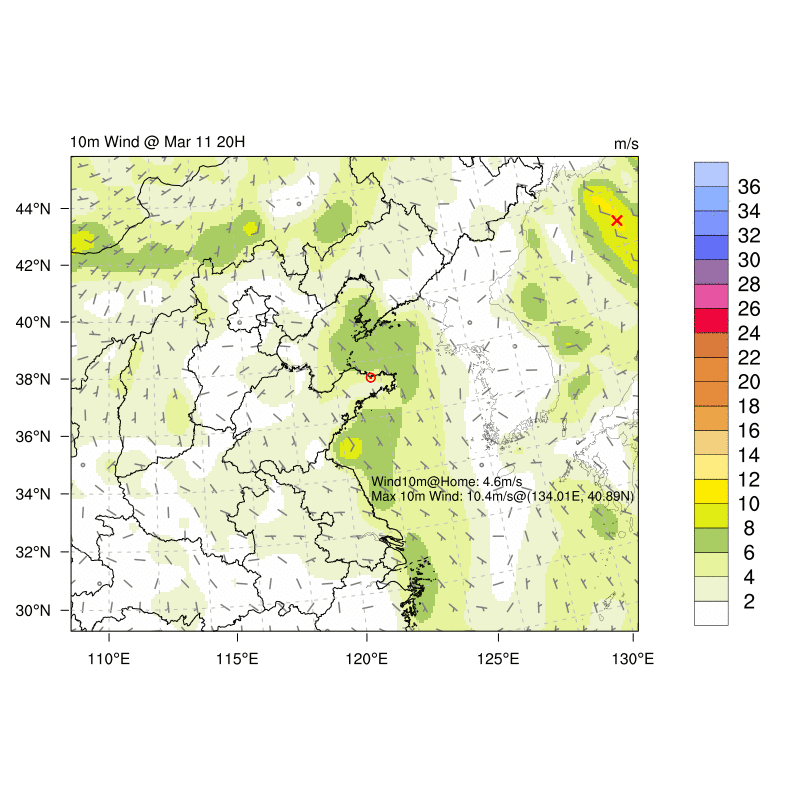 10m Wind @ Mar 11 20H
m/s
44°N
42°N
40°N
38°N
36°N
34°N
32°N
30°N
110°E
115°E
120°E
125°E
130°E
Wind10m@Home: 4.6m/s
Max 10m Wind: 10.4m/s@(134.01E, 40.89N)
36
34
32
30
28
26
24
22
20
18
16
14
12
10
8
6
4
2